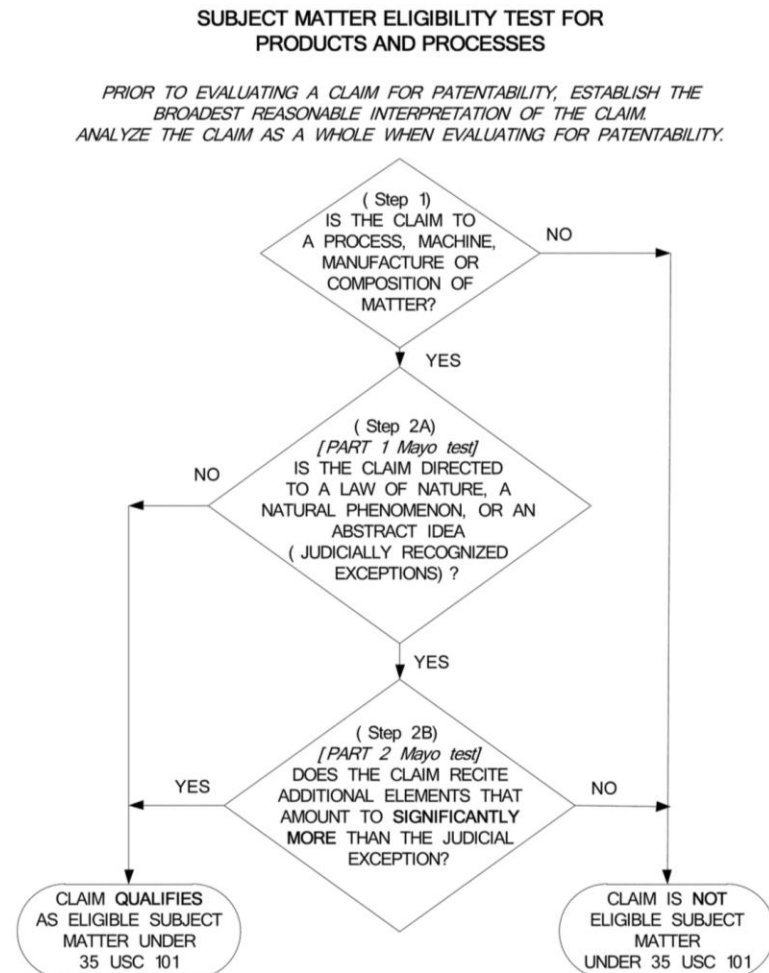 SUBJECT MATTER ELIGIBILITY TEST FOR
PRODUCTS AND PROCESSES
PRIOR TO EVALUATING A CLAIM FOR PATENTABILITY, ESTABLISH THE
BROADEST REASONABLE INTERPRETATION OF THE CLAIM.
ANALYZE THE CLAIM AS A WHOLE WHEN EVALUATING FOR PATENTABILITY.
( Step 1)
IS THE CLAIM TO
A PROCESS, MACHINE,
MANUFACTURE OR
COMPOSITION OF
MATTER?
NO
YES
( Step 2A)
[PART 1 Mayo test]
IS THE CLAIM DIRECTED
TO A LAW OF NATURE, A
NATURAL PHENOMENON, OR AN
ABSTRACT IDEA
( JUDICIALLY RECOGNIZED
EXCEPTIONS) ?
NO
YES
( Step 2B)
[PART 2 Mayo test]
DOES THE CLAIM RECITE
ADDITIONAL ELEMENTS THAT
AMOUNT TO SIGNIFICANTLY
MORE THAN THE JUDICIAL
EXCEPTION?
YES
NO
CLAIM QUALIFIES
AS ELIGIBLE SUBJECT
MATTER UNDER
35 USC 101
CLAIM IS NOT
ELIGIBLE SUBJECT
MATTER
UNDER 35 USC 101